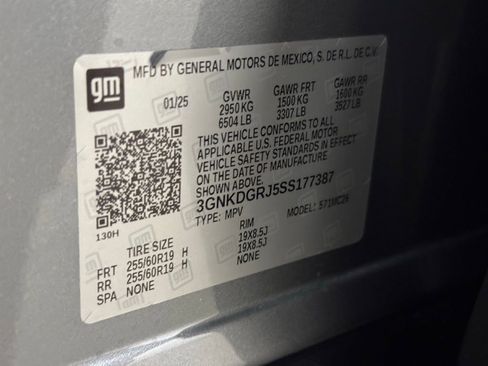 gm
MFD BY GENERAL MOTORS DE MEXICO, S. DE R.L. DE C.V.
01/25 GVWR GAWR FRT GAWR RR
2950 KG 1500 KG 1600 KG
6504 LB 3307 LB 3527 LB
THIS VEHICLE CONFORMS TO ALL
APPLICABLE U.S. FEDERAL MOTOR
VEHICLE SAFETY STANDARDS IN EFFECT
ON THE DATE OF MANUFACTURE
SHOWN ABOVE.
3GNKDGRJ5SS177387
TYPE: MPV MODEL: 571MC26
130H
TIRE SIZE RIM
FRT 255/60R19 H 19X8.5J
RR 255/60R19 H 19X8.5J
SPA NONE NONE